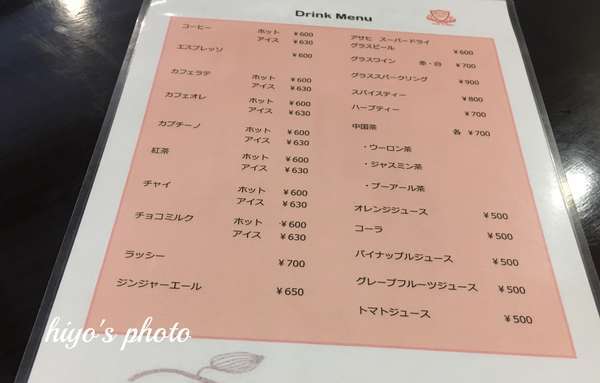 Drink Menu
コーヒー ホット ¥600
アイス ¥630
エスプレッソ ¥600
カフェラテ ホット ¥600
アイス ¥630
カフェオレ ホット ¥600
アイス ¥630
カプチーノ ホット ¥600
アイス ¥630
紅茶 ホット ¥600
アイス ¥630
チャイ ホット ¥600
アイス ¥630
チョコミルク ホット ¥600
アイス ¥630
ラッシー ¥700
ジンジャーエール ¥650
アサヒ スーパードライ
グラスビール ¥600
グラスワイン 赤・白 ¥700
グラススパークリング ¥900
スパイスティー ¥800
ハーブティー ¥700
中国茶 各 ¥700
・ウーロン茶
・ジャスミン茶
・プーアール茶
オレンジジュース ¥500
コーラ ¥500
パイナップルジュース ¥500
グレープフルーツジュース ¥500
トマトジュース ¥500
hiyo's photo